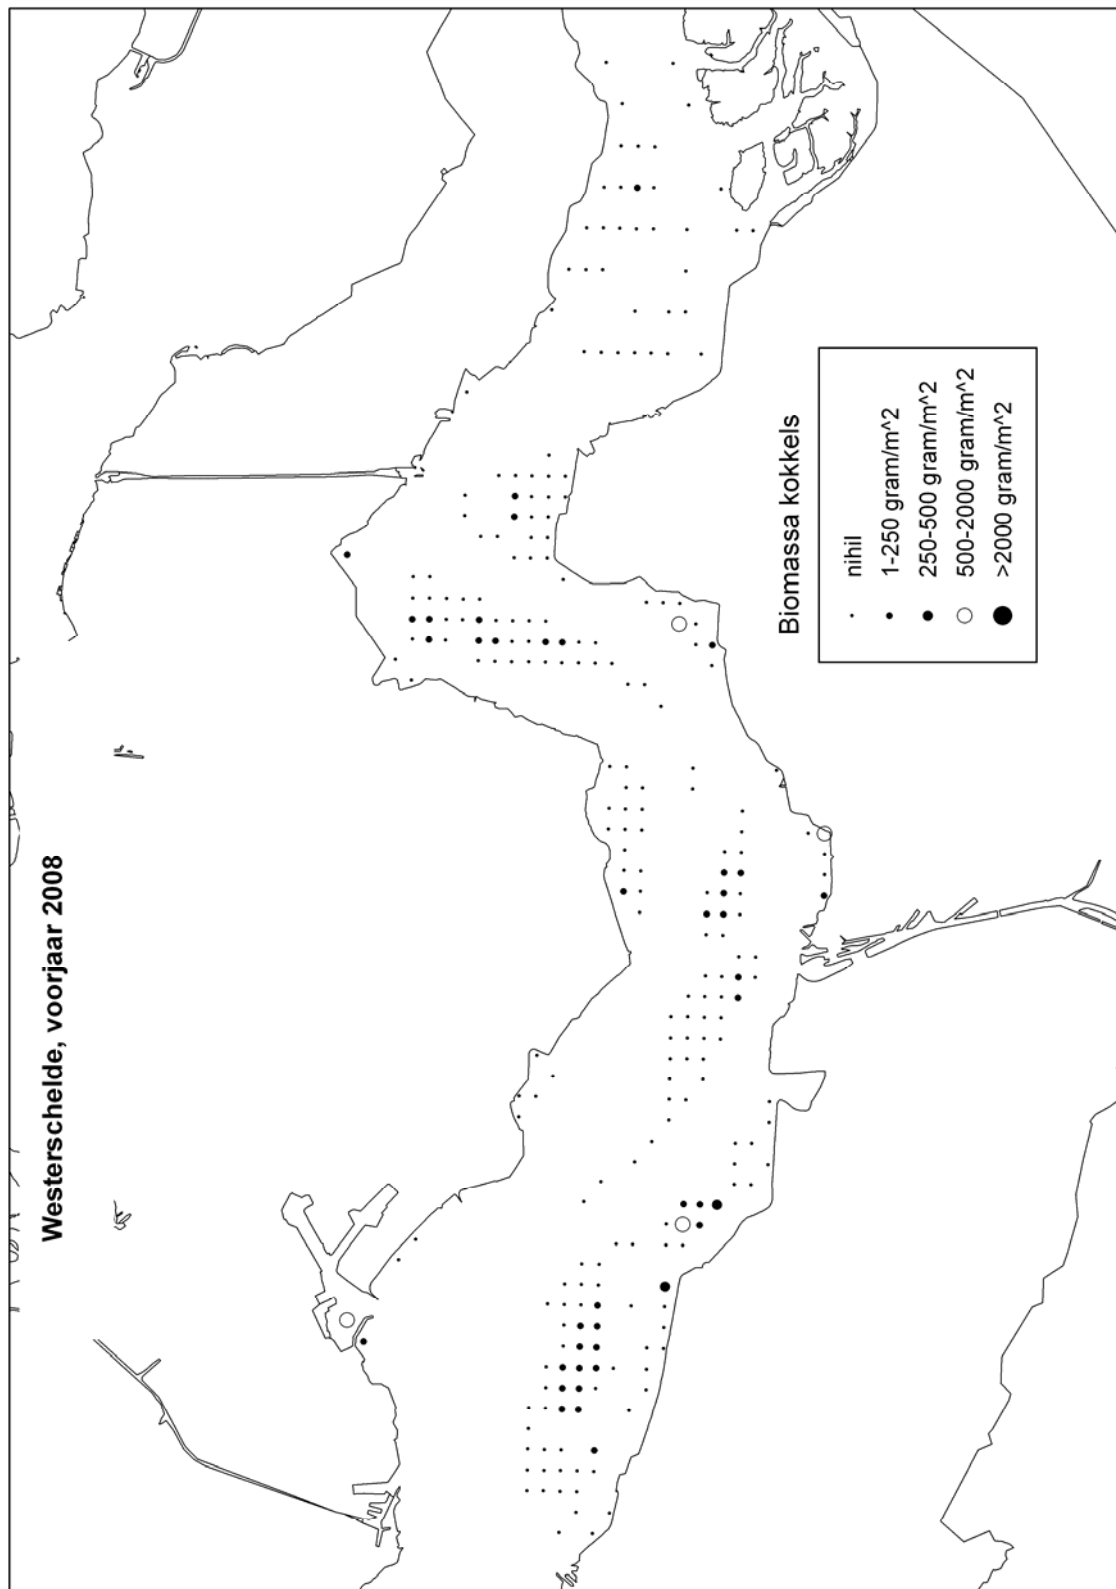 Westerschelde, voorjaar 2008
Biomassa kokkels
nihil
1-250 gram/m^2
250-500 gram/m^2
500-2000 gram/m^2
>2000 gram/m^2